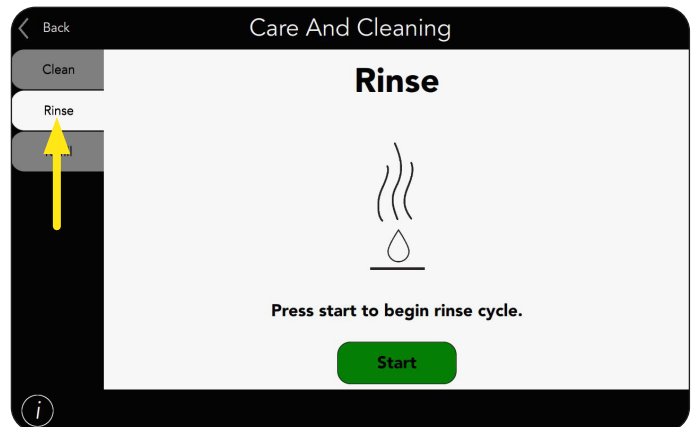 Back
Care And Cleaning
Clean
Rinse
Rinse
Press start to begin rinse cycle.
Start
i